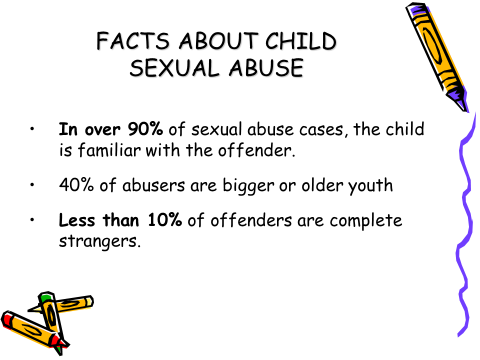 FACTS ABOUT CHILD
SEXUAL ABUSE
• In over 90% of sexual abuse cases, the child
is familiar with the offender.
• 40% of abusers are bigger or older youth
• Less than 10% of offenders are complete
strangers.